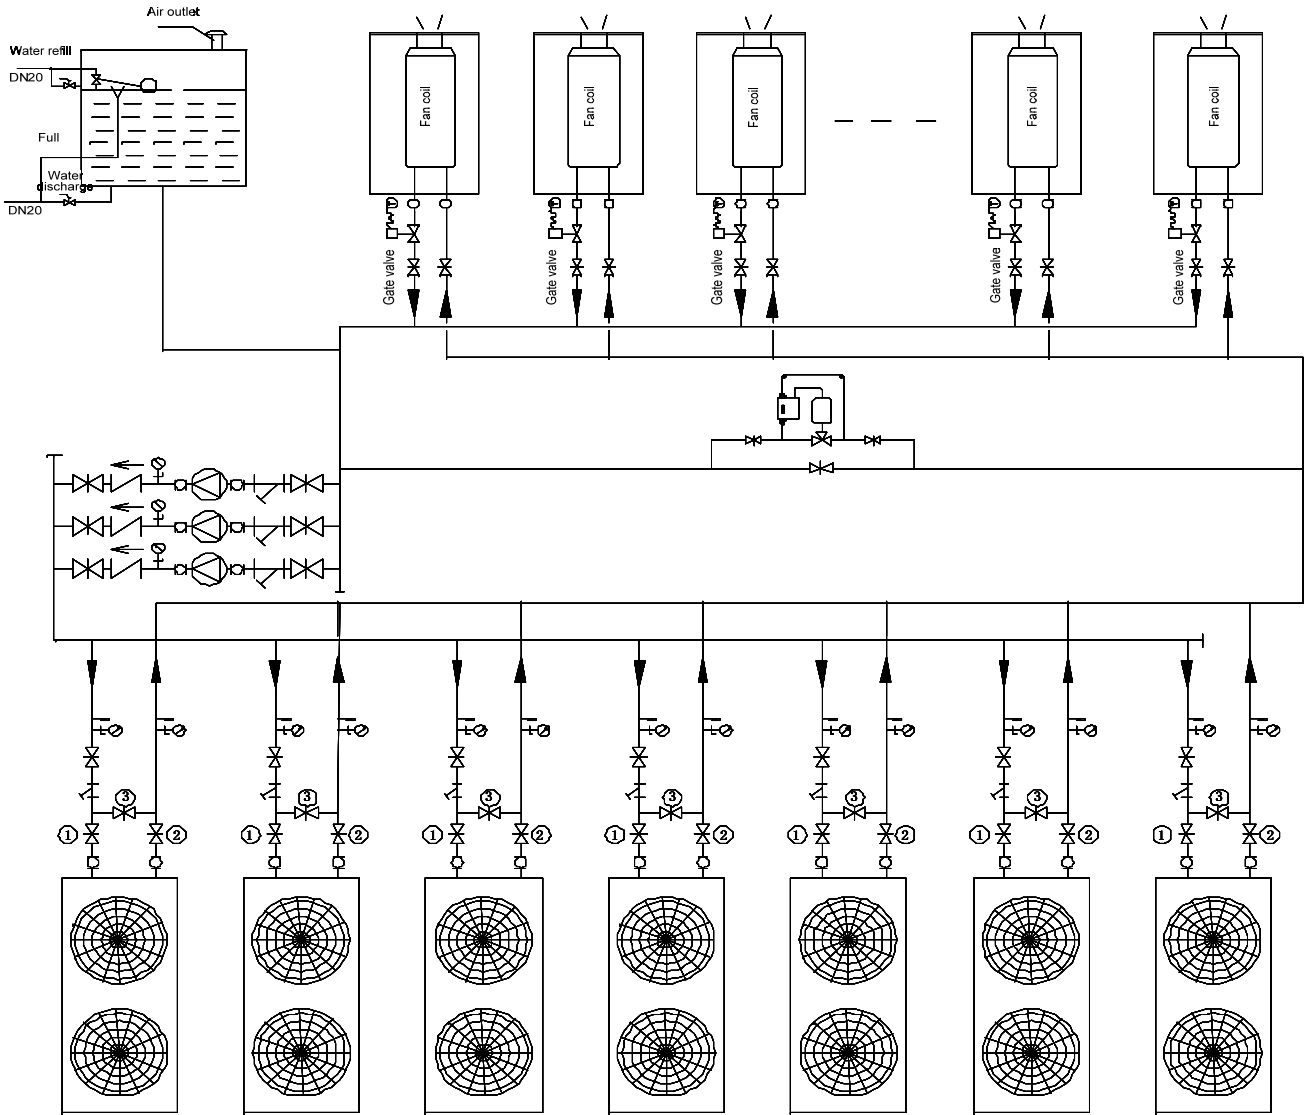 Air outlet
Water refill
DN20
Full
Water
discharge
DN20
Fan coil
Fan coil
Fan coil
Fan coil
Fan coil
T
T
T
T
T
Gate valve
Gate valve
Gate valve
Gate valve
Gate valve
3
3
3
3
3
3
3
1
2
1
2
1
2
1
2
1
2
1
2
1
2